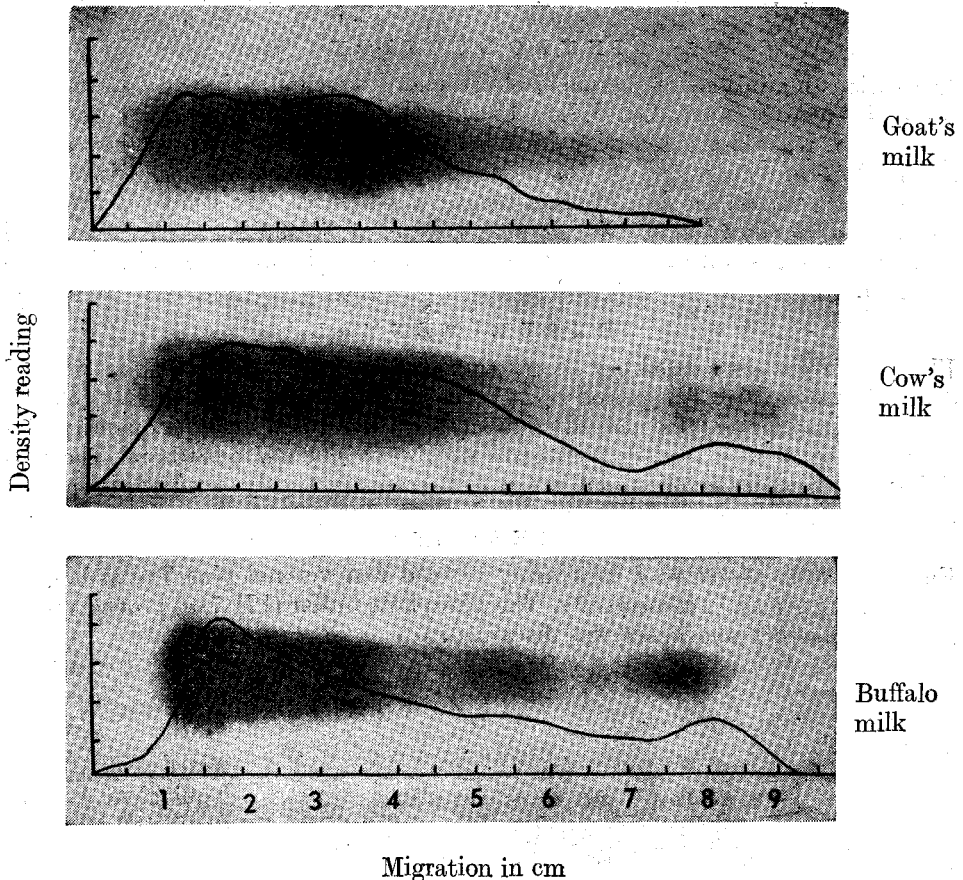 Goat's
milk
Density reading
Cow's
milk
Buffalo
milk
1 2 3 4 5 6 7 8 9
Migration in cm